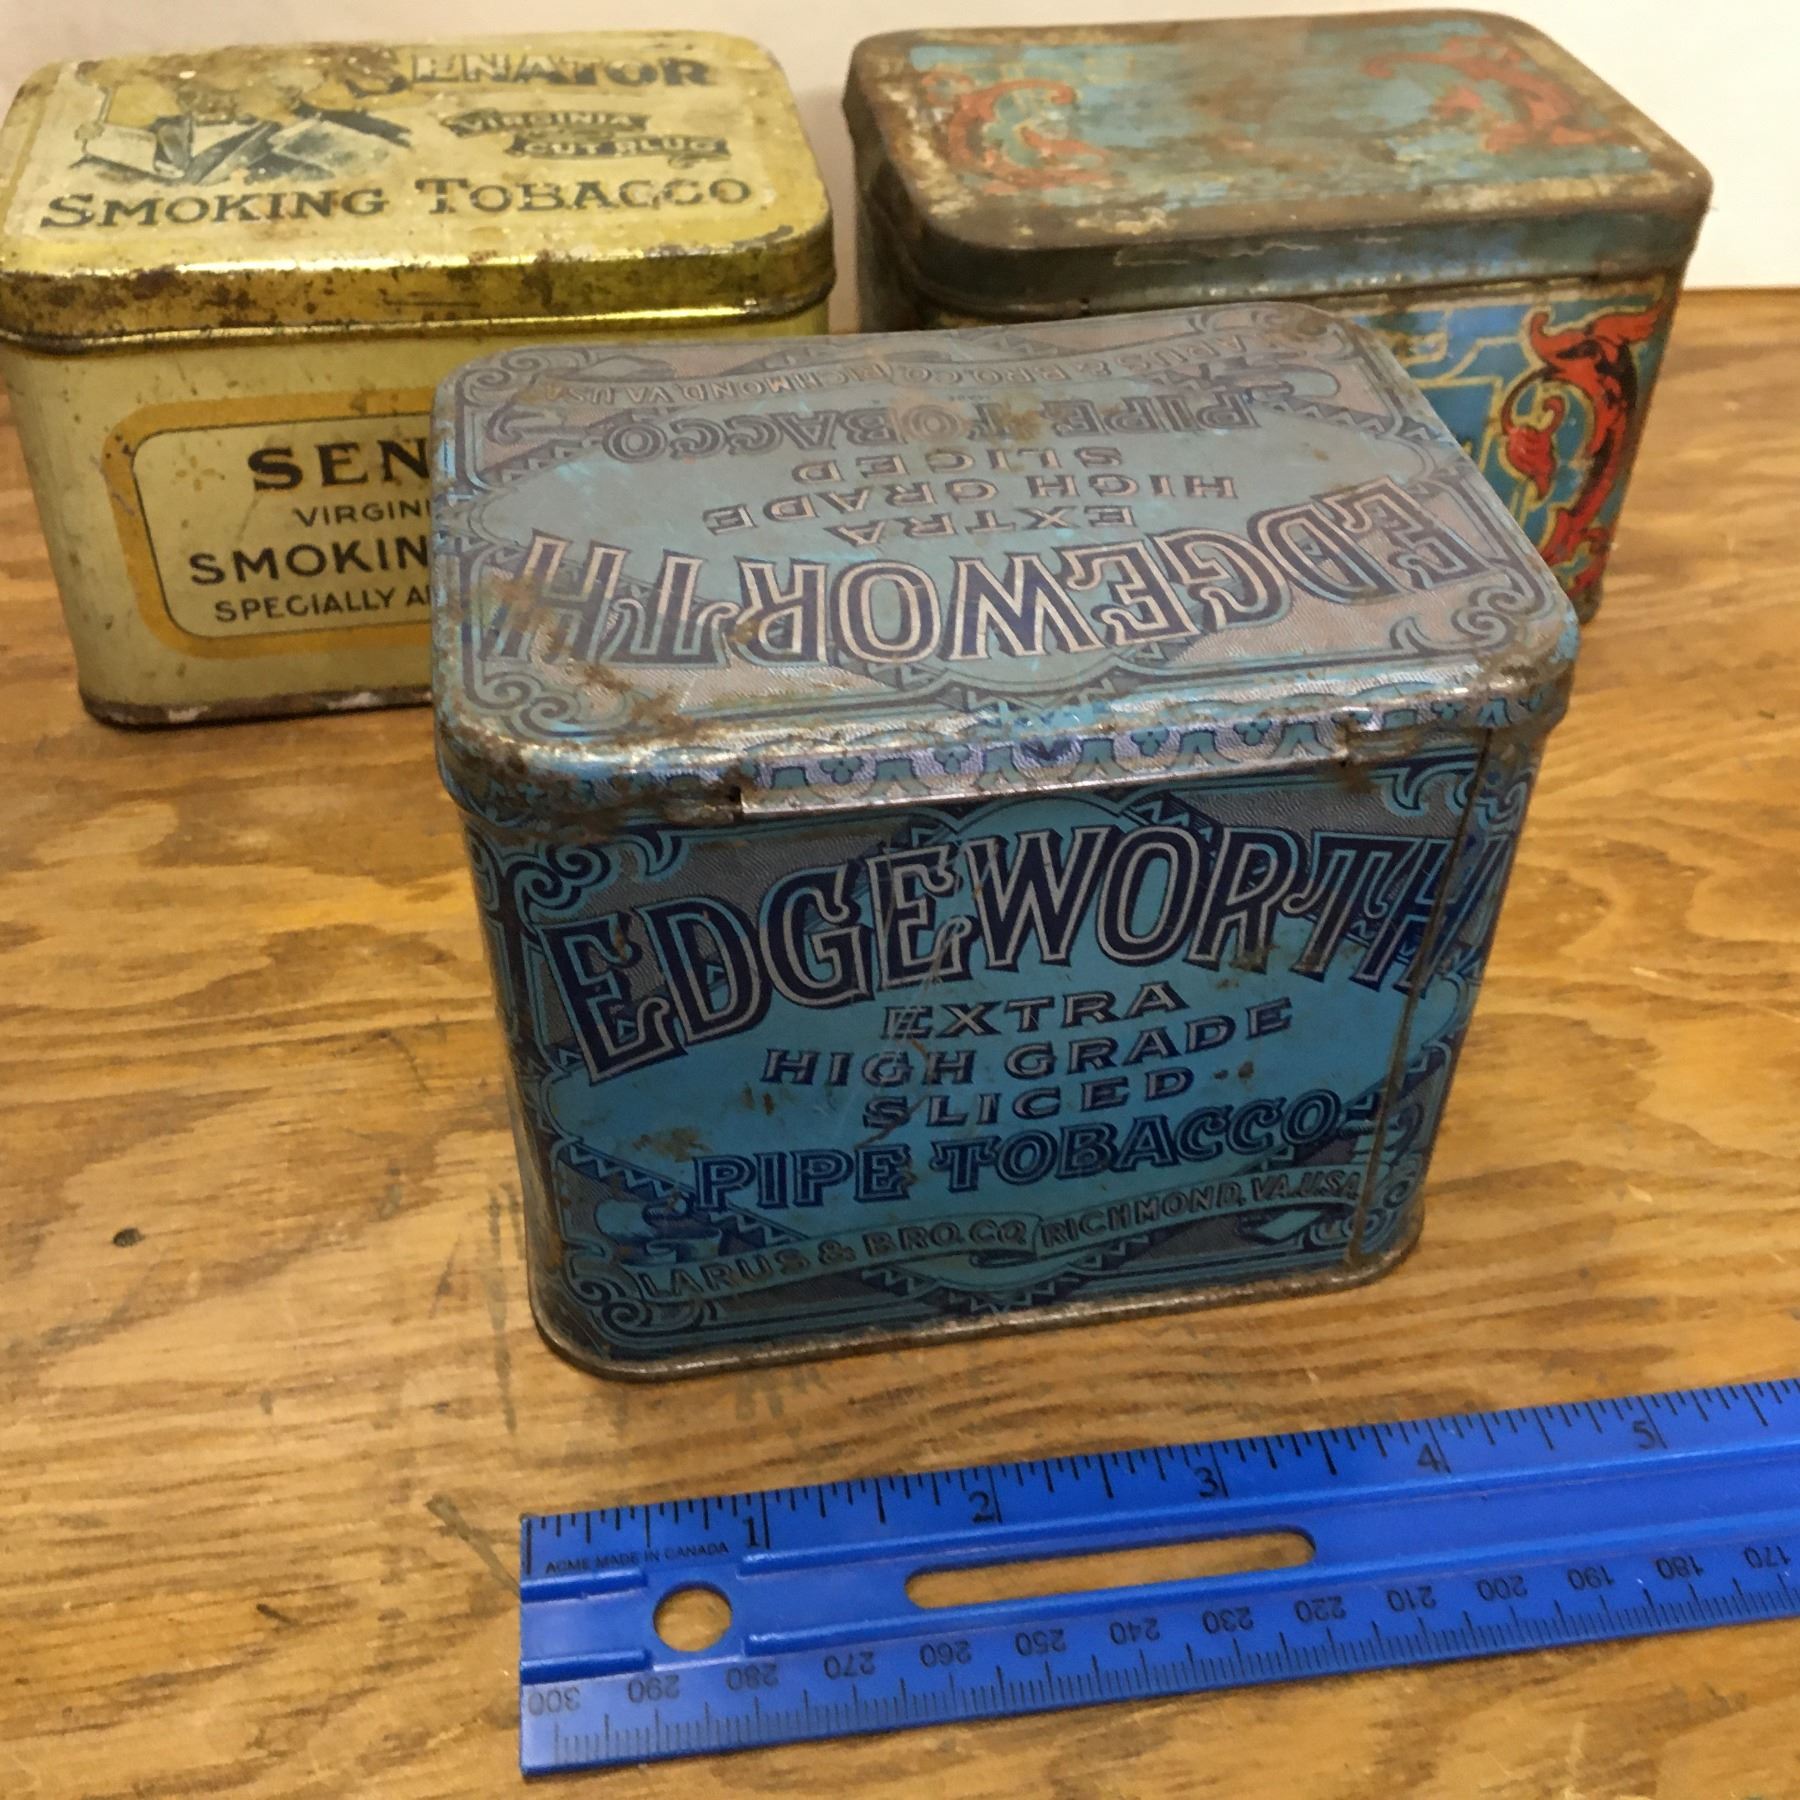 SENATOR
VIRGINIA
CUT PLUG
SMOKING TOBACCO
SEN
VIRGINI
SMOKIN
SPECIALLY A
EDGEWORTH
EXTRA
HIGH GRADE
SLICED
PIPE TOBACCO
LARUS & BRO. CO. RICHMOND, VA. U.S.A.
EDGEWORTH
EXTRA
HIGH GRADE
SLICED
PIPE TOBACCO
LARUS & BRO. CO. RICHMOND, VA. U.S.A.
1 2 3 4 5
ACME MADE IN CANADA
300 290 280 270 260 250 240 230 220 210 200 190 180 170